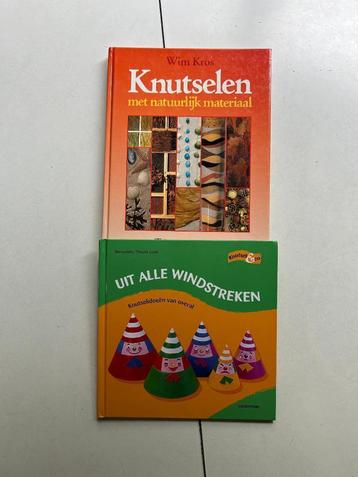 Wim Kros
Knutselen
met natuurlijk materiaal
UIT ALLE WINDSTREKEN
Knutselideeën van overal